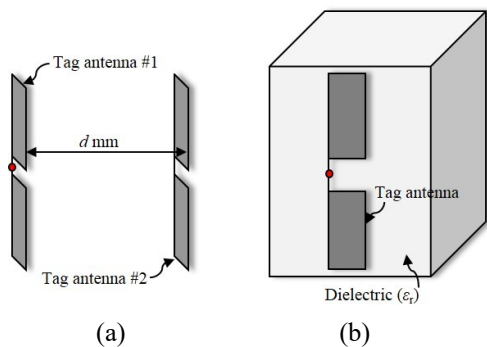 Tag antenna #1
d mm
Tag antenna #2
Tag antenna
Dielectric (εr)
(a)
(b)